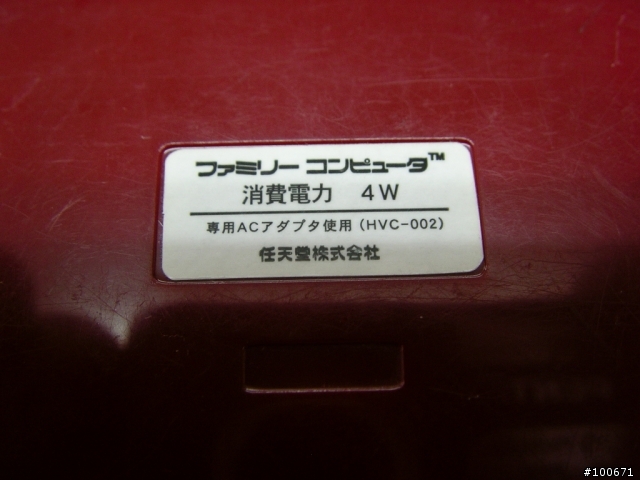 ファミリー コンピュータ™
消費電力 4W
専用ACアダプタ使用(HVC-002)
任天堂株式会社
#100671